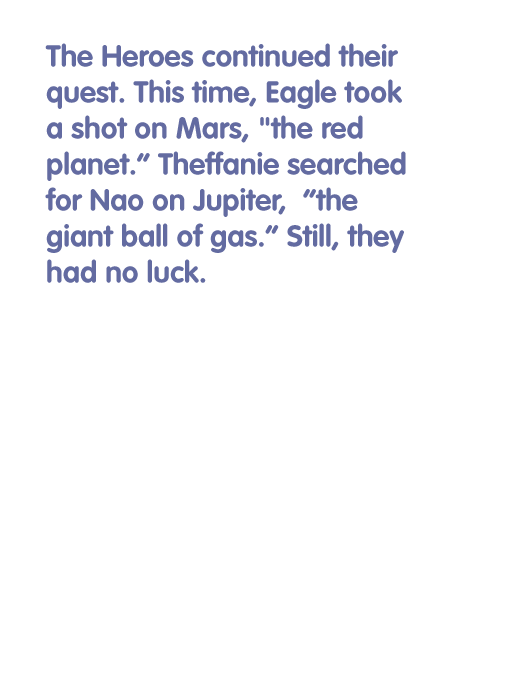 The Heroes continued their
quest. This time, Eagle took
a shot on Mars, "the red
planet.” Theffanie searched
for Nao on Jupiter,  ”the
giant ball of gas.” Still, they
had no luck.